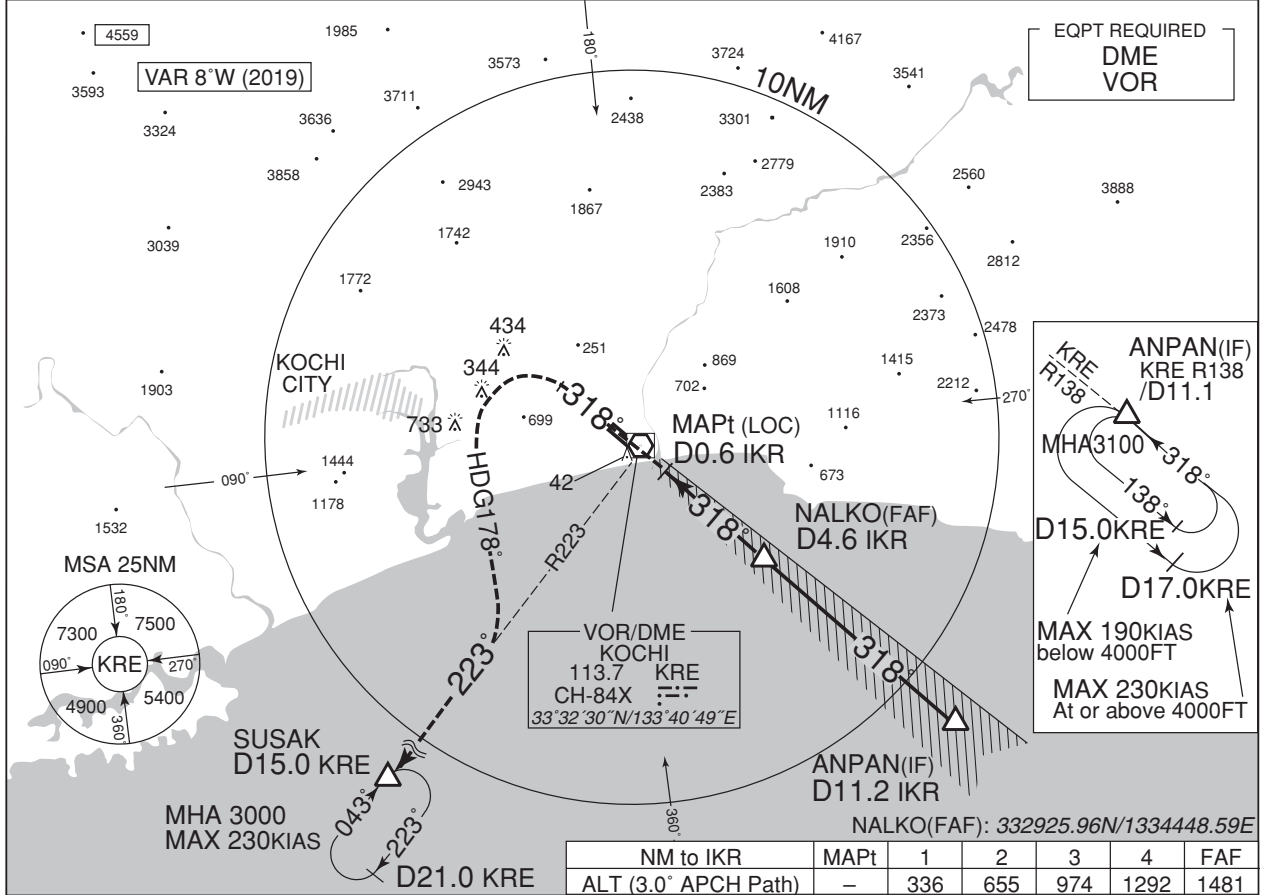 4559
1985
4167
180°
3573
3724
EQPT REQUIRED
DME
VOR
3593
VAR 8°W (2019)
3541
10NM
3711
3324
3636
2438
3301
3858
2943
2779
2383
2560
3888
1867
3039
1742
1910
2356
2812
1772
1608
2373
2478
434
251
KOCHI
CITY
344
869
1415
702
2212
270°
1903
733
699
318°
1116
MAPt (LOC)
D0.6 IKR
1444
090°
1178
42
673
HDG178°
R223
318°
NALKO(FAF)
D4.6 IKR
1532
KRE
R138
ANPAN(IF)
KRE R138
/D11.1
MHA3100
318°
138°
D15.0KRE
D17.0KRE
MAX 190KIAS
below 4000FT
MAX 230KIAS
At or above 4000FT
MSA 25NM
180°
7300
7500
090°
KRE
270°
4900
5400
360°
VOR/DME
KOCHI
113.7 KRE
CH-84X
33°32′30″N/133°40′49″E
318°
223°
SUSAK
D15.0 KRE
MHA 3000
MAX 230KIAS
043°
223°
D21.0 KRE
360°
ANPAN(IF)
D11.2 IKR
NALKO(FAF): 332925.96N/1334448.59E
NM to IKR MAPt 1 2 3 4 FAF
ALT (3.0° APCH Path) – 336 655 974 1292 1481